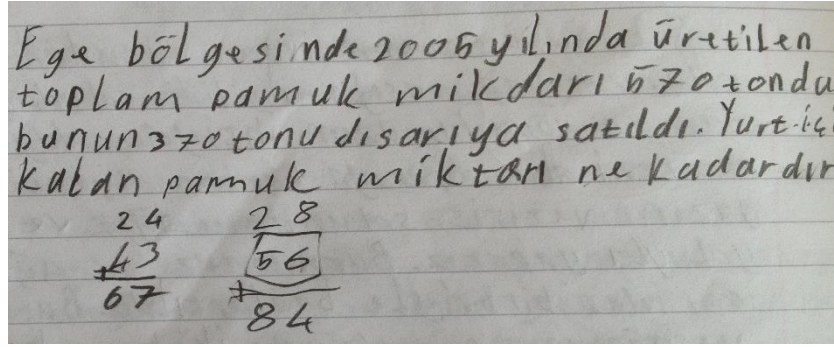 Ege bölgesinde 2005 yılında üretilen
toplam pamuk mikdarı 570 tondu
bunun 370 tonu dısarıya satıldı. Yurt içi
kalan pamuk miktarı ne kadardır
24 28
+43 56
67 +
84